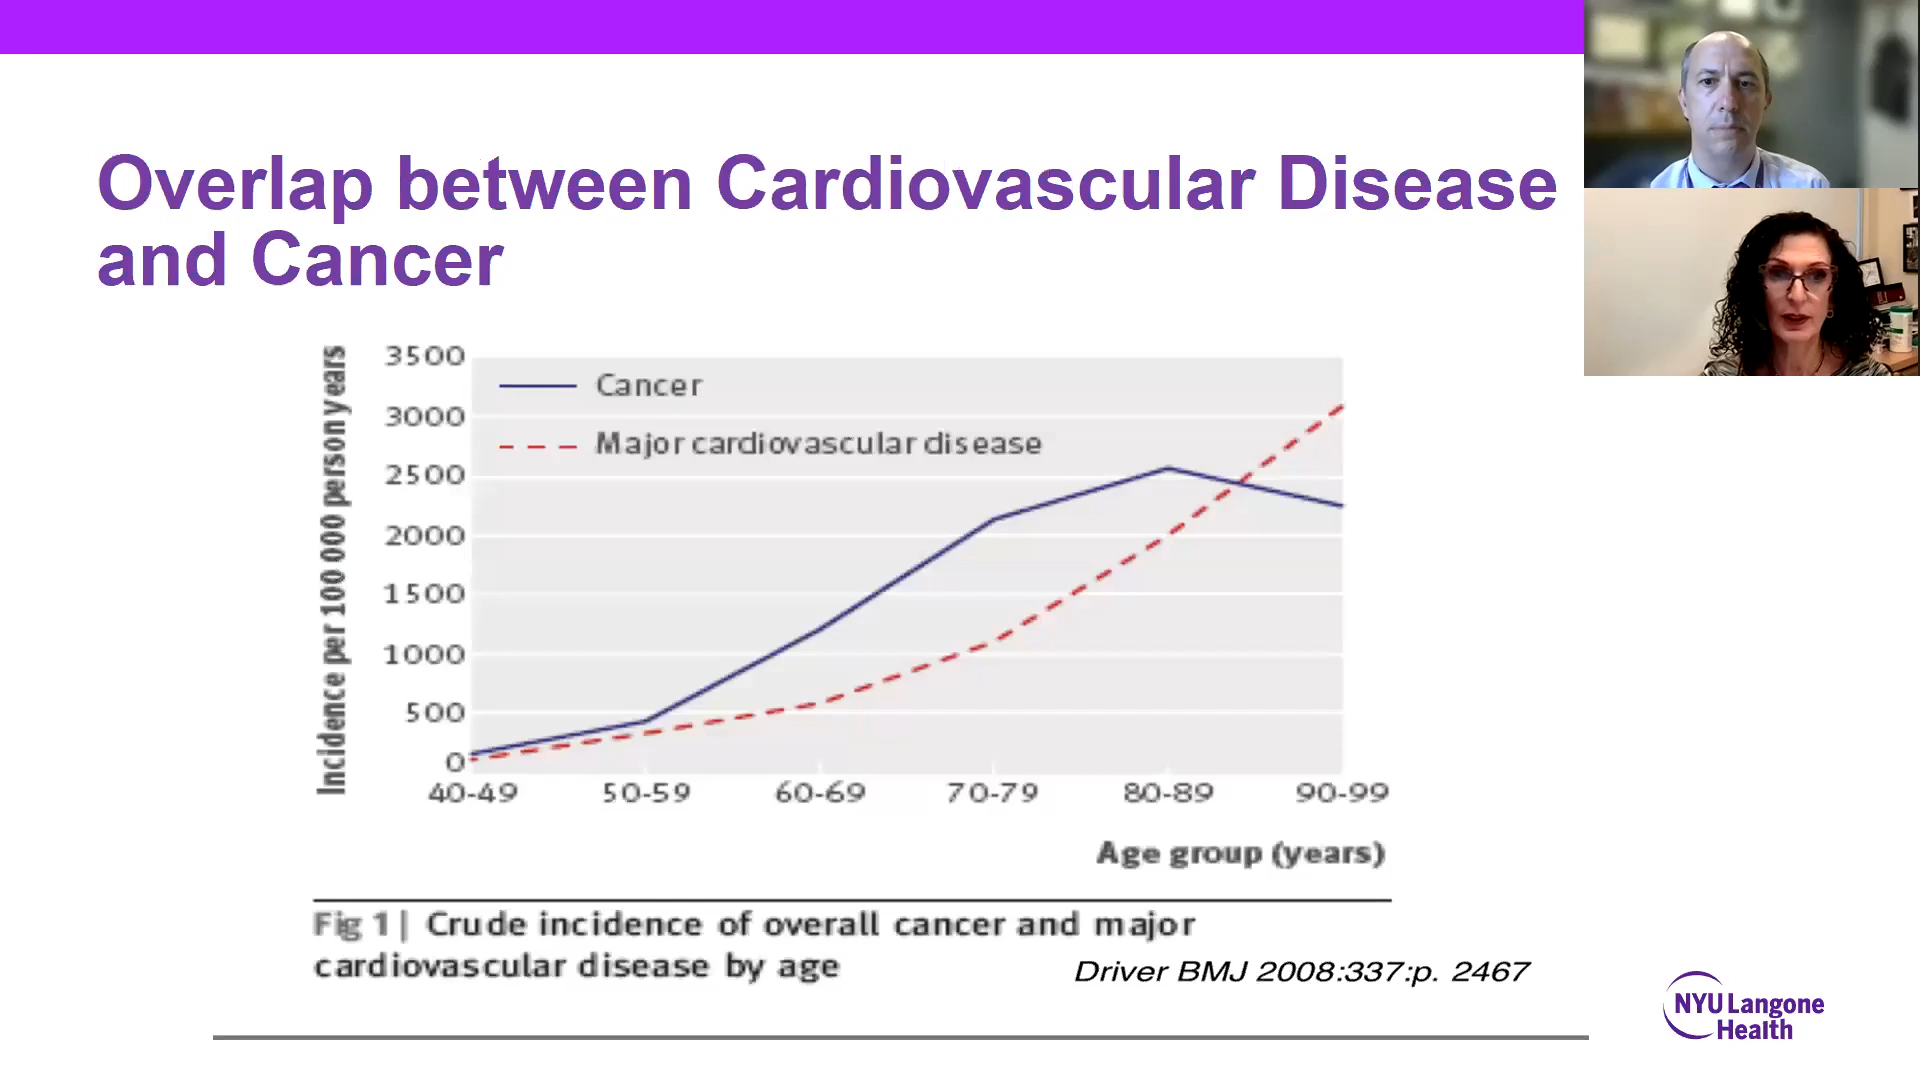 Overlap between Cardiovascular Disease
and Cancer
Incidence per 100 000 person years
3500
3000
2500
2000
1500
1000
500
0
Cancer
Major cardiovascular disease
40-49 50-59 60-69 70-79 80-89 90-99
Age group (years)
Fig 1 | Crude incidence of overall cancer and major
cardiovascular disease by age
Driver BMJ 2008:337:p. 2467
NYU Langone
Health